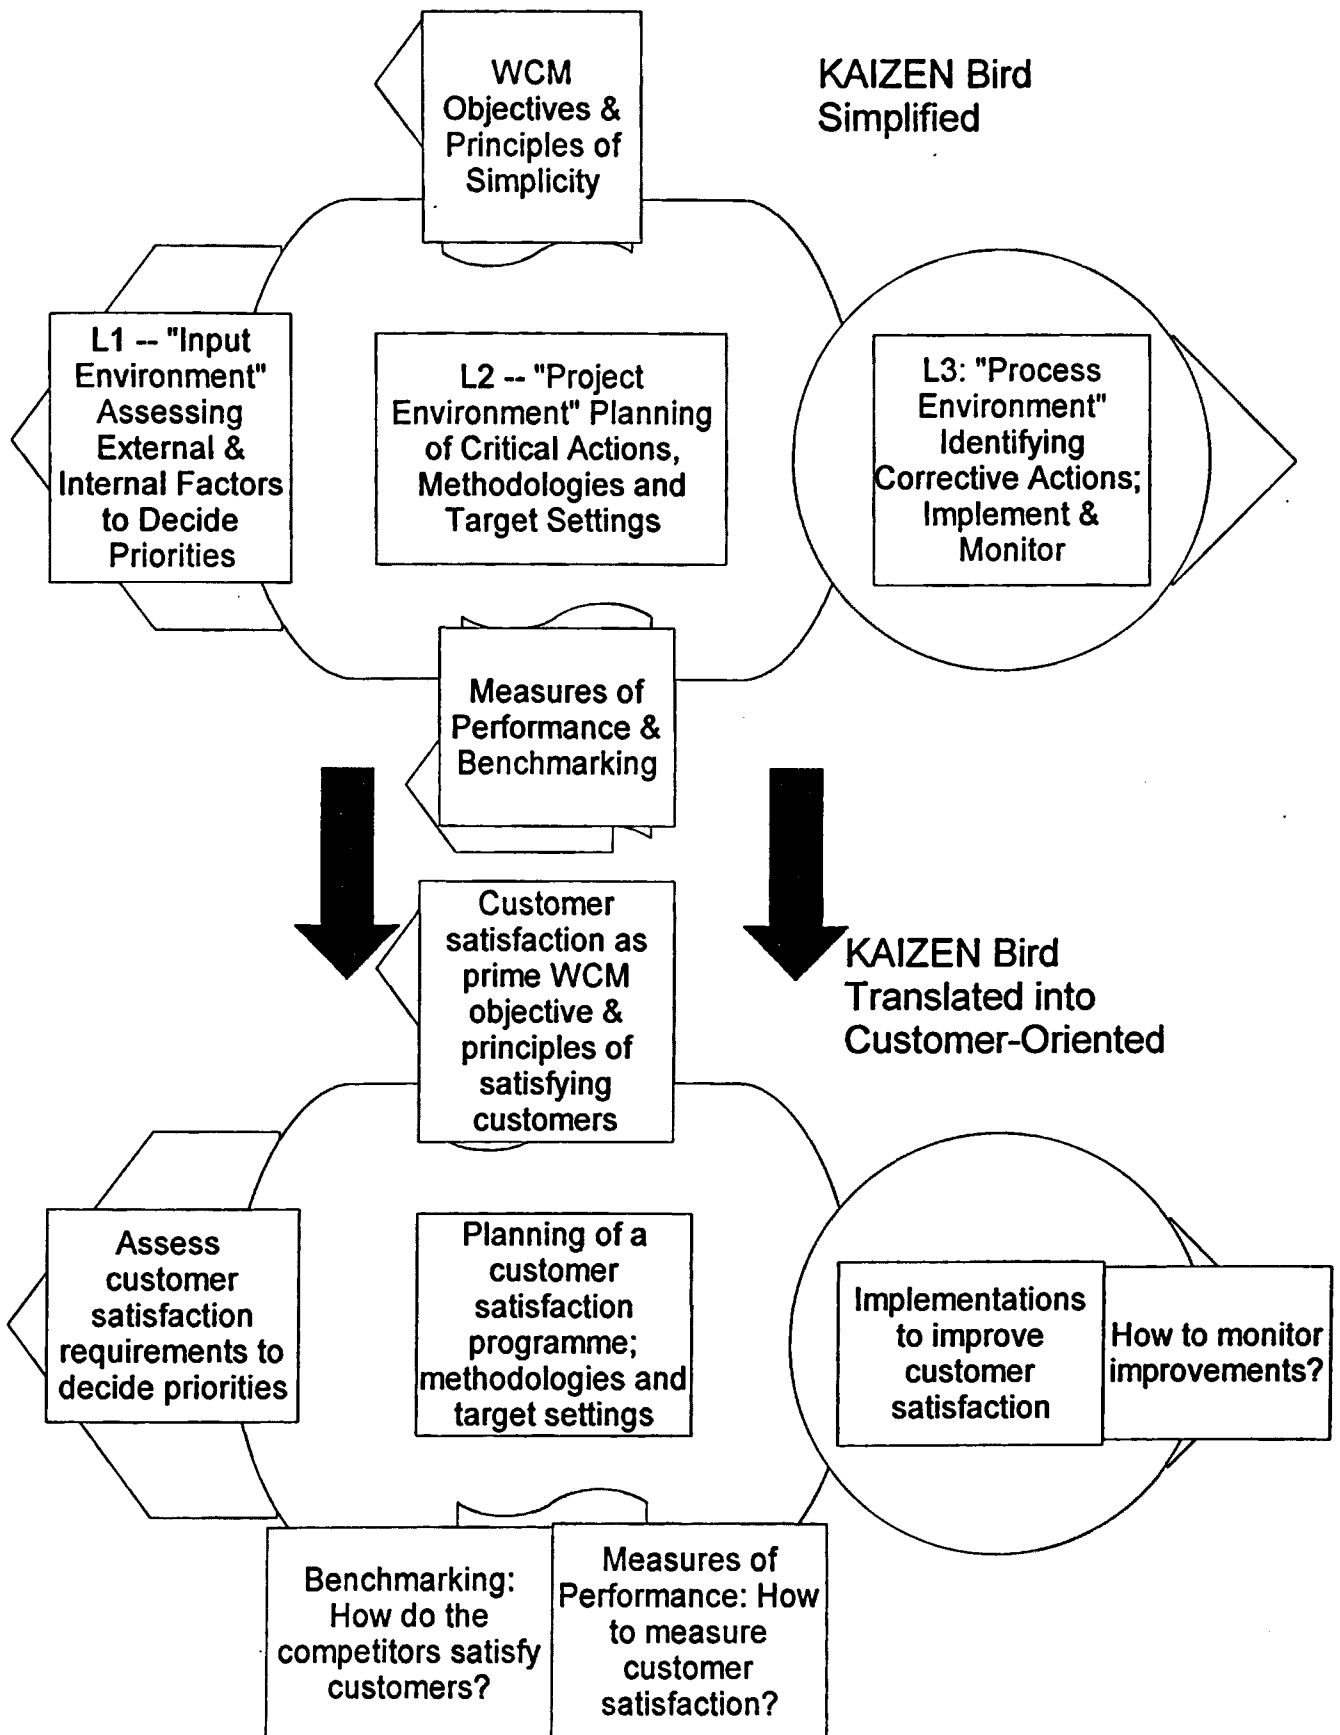 WCM
Objectives &
Principles of
Simplicity
KAIZEN Bird
Simplified
L1 -- "Input
Environment"
Assessing
External &
Internal Factors
to Decide
Priorities
L2 -- "Project
Environment" Planning
of Critical Actions,
Methodologies and
Target Settings
L3: "Process
Environment"
Identifying
Corrective Actions;
Implement &
Monitor
Measures of
Performance &
Benchmarking
Customer
satisfaction as
prime WCM
objective &
principles of
satisfying
customers
KAIZEN Bird
Translated into
Customer-Oriented
Assess
customer
satisfaction
requirements to
decide priorities
Planning of a
customer
satisfaction
programme;
methodologies and
target settings
Implementations
to improve
customer
satisfaction
How to monitor
improvements?
Benchmarking:
How do the
competitors satisfy
customers?
Measures of
Performance: How
to measure
customer
satisfaction?